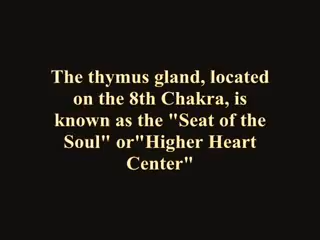 The thymus gland, located
on the 8th Chakra, is
known as the "Seat of the
Soul" or"Higher Heart
Center"